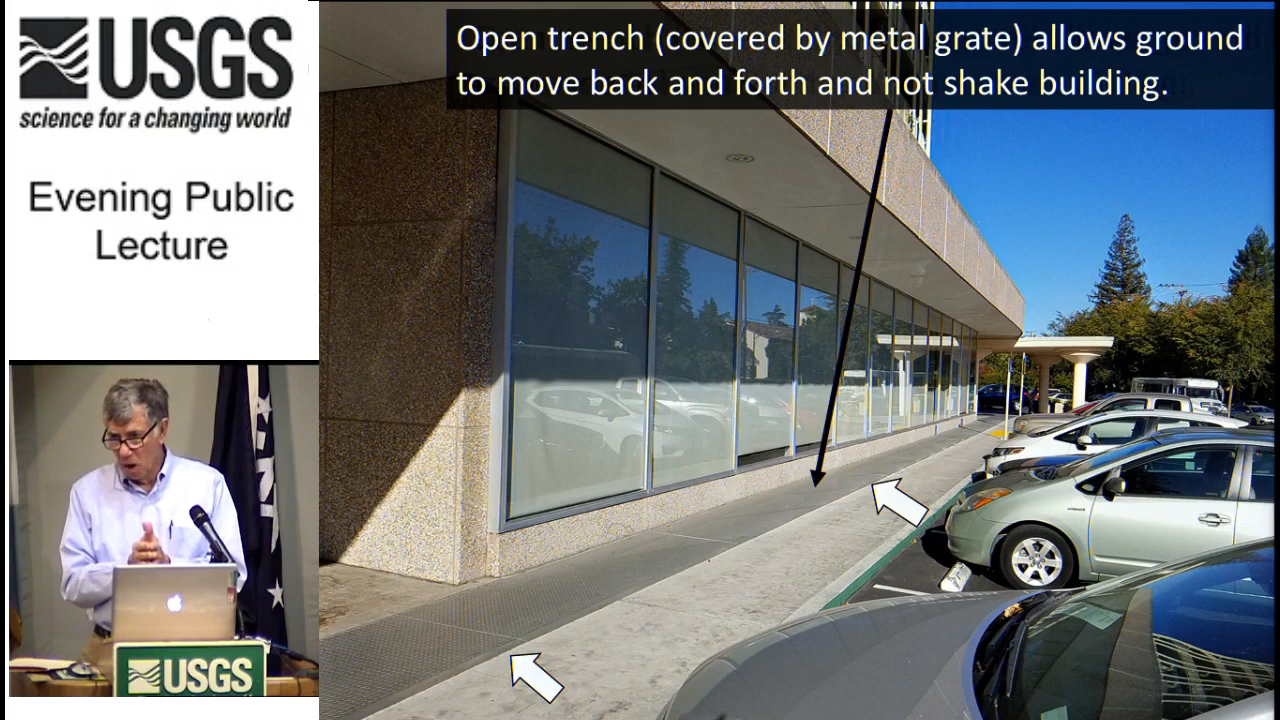 USGS
science for a changing world
Evening Public
Lecture
Open trench (covered by metal grate) allows ground
to move back and forth and not shake building.
USGS